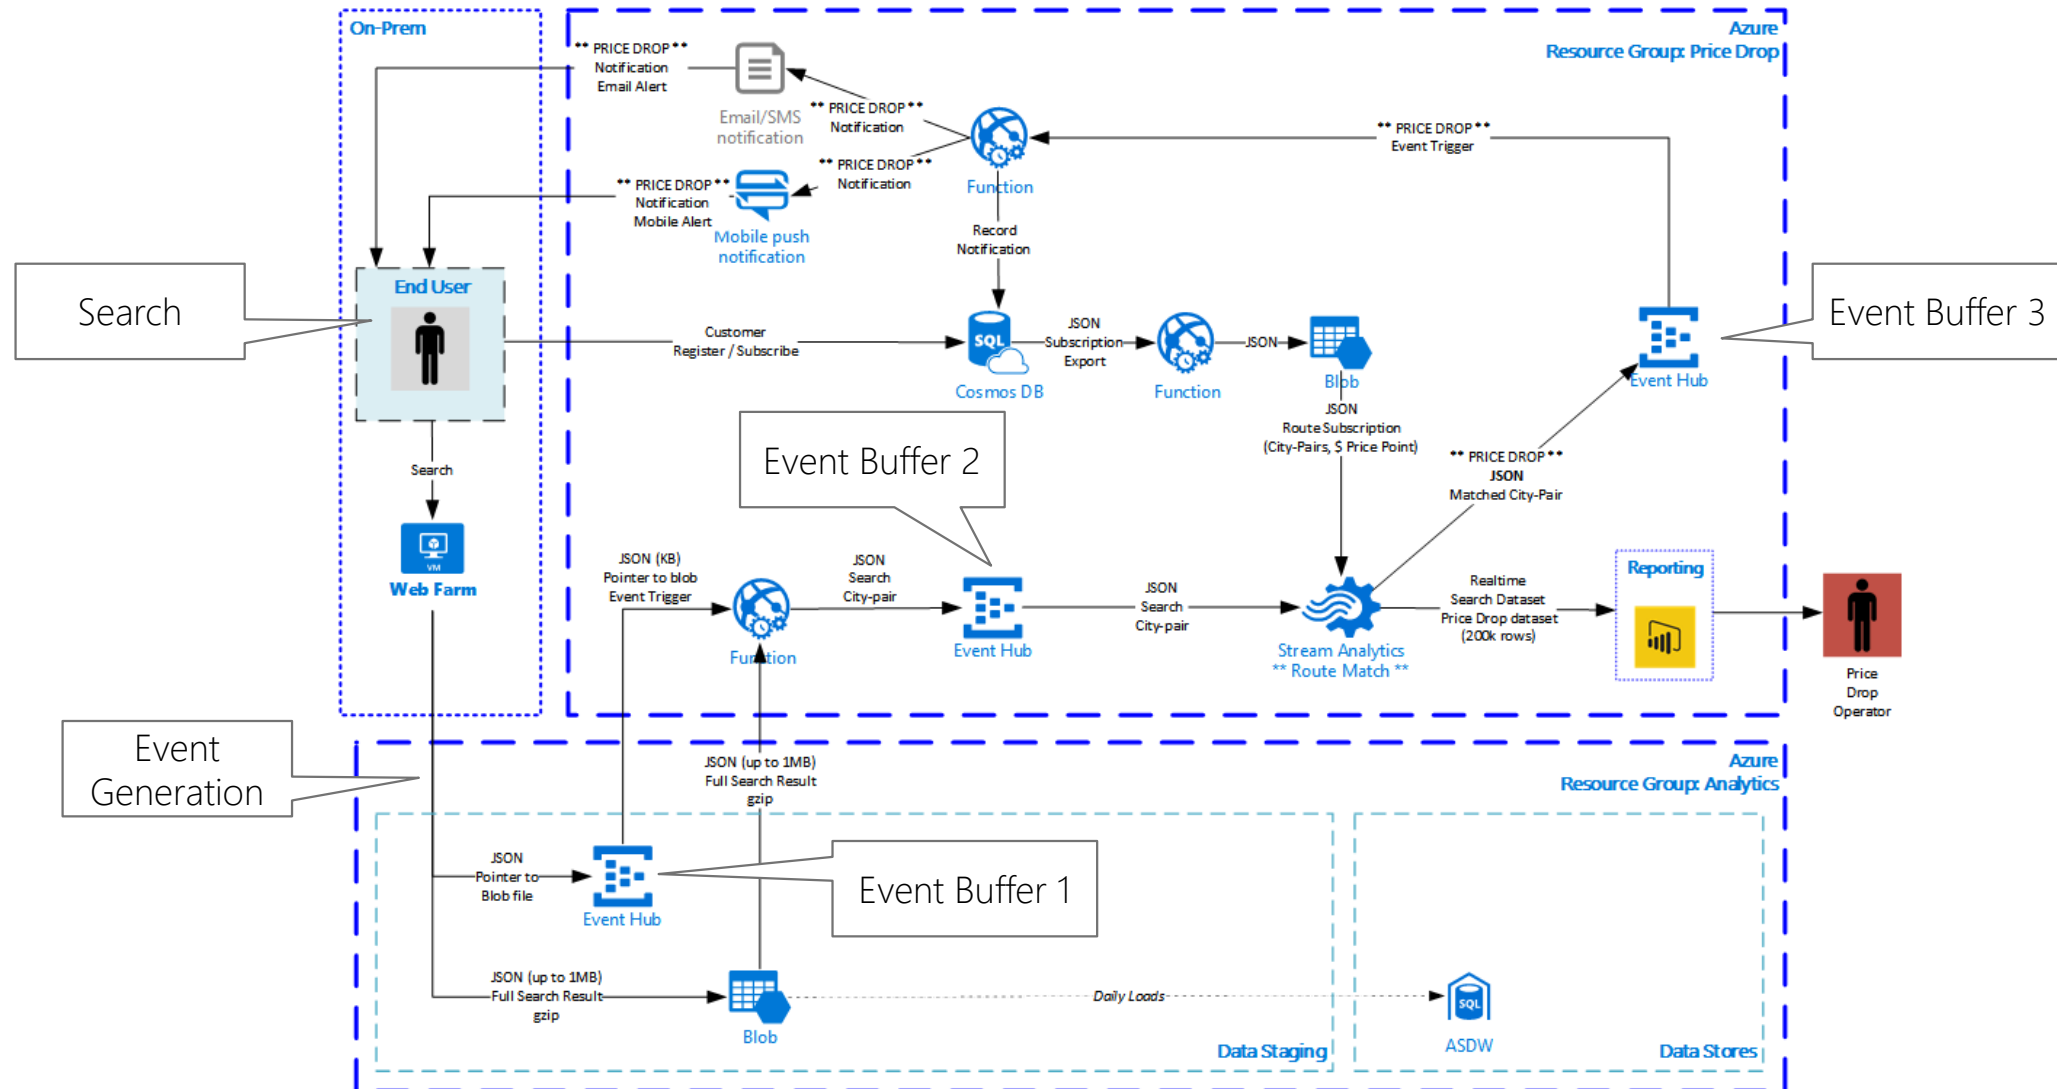 On-Prem
Azure
Resource Group: Price Drop
** PRICE DROP **
Notification
Email Alert
Email/SMS
notification
** PRICE DROP **
Notification
** PRICE DROP **
Event Trigger
** PRICE DROP **
Notification
Function
** PRICE DROP **
Notification
Mobile Alert
Mobile push
notification
Record
Notification
Search
End User
Customer
Register / Subscribe
SQL
Cosmos DB
JSON
Subscription
Export
Function
JSON
Blob
Event Buffer 3
Event Hub
JSON
Route Subscription
(City-Pairs, $ Price Point)
Event Buffer 2
** PRICE DROP **
JSON
Matched City-Pair
Search
VM
Web Farm
JSON (KB)
Pointer to blob
Event Trigger
Function
JSON
Search
City-pair
Event Hub
JSON
Search
City-pair
Stream Analytics
** Route Match **
Realtime
Search Dataset
Price Drop dataset
(200k rows)
Reporting
Price
Drop
Operator
Event
Generation
JSON (up to 1MB)
Full Search Result
gzip
Azure
Resource Group: Analytics
JSON
Pointer to
Blob file
Event Hub
Event Buffer 1
JSON (up to 1MB)
Full Search Result
gzip
Blob
Daily Loads
SQL
ASDW
Data Staging
Data Stores